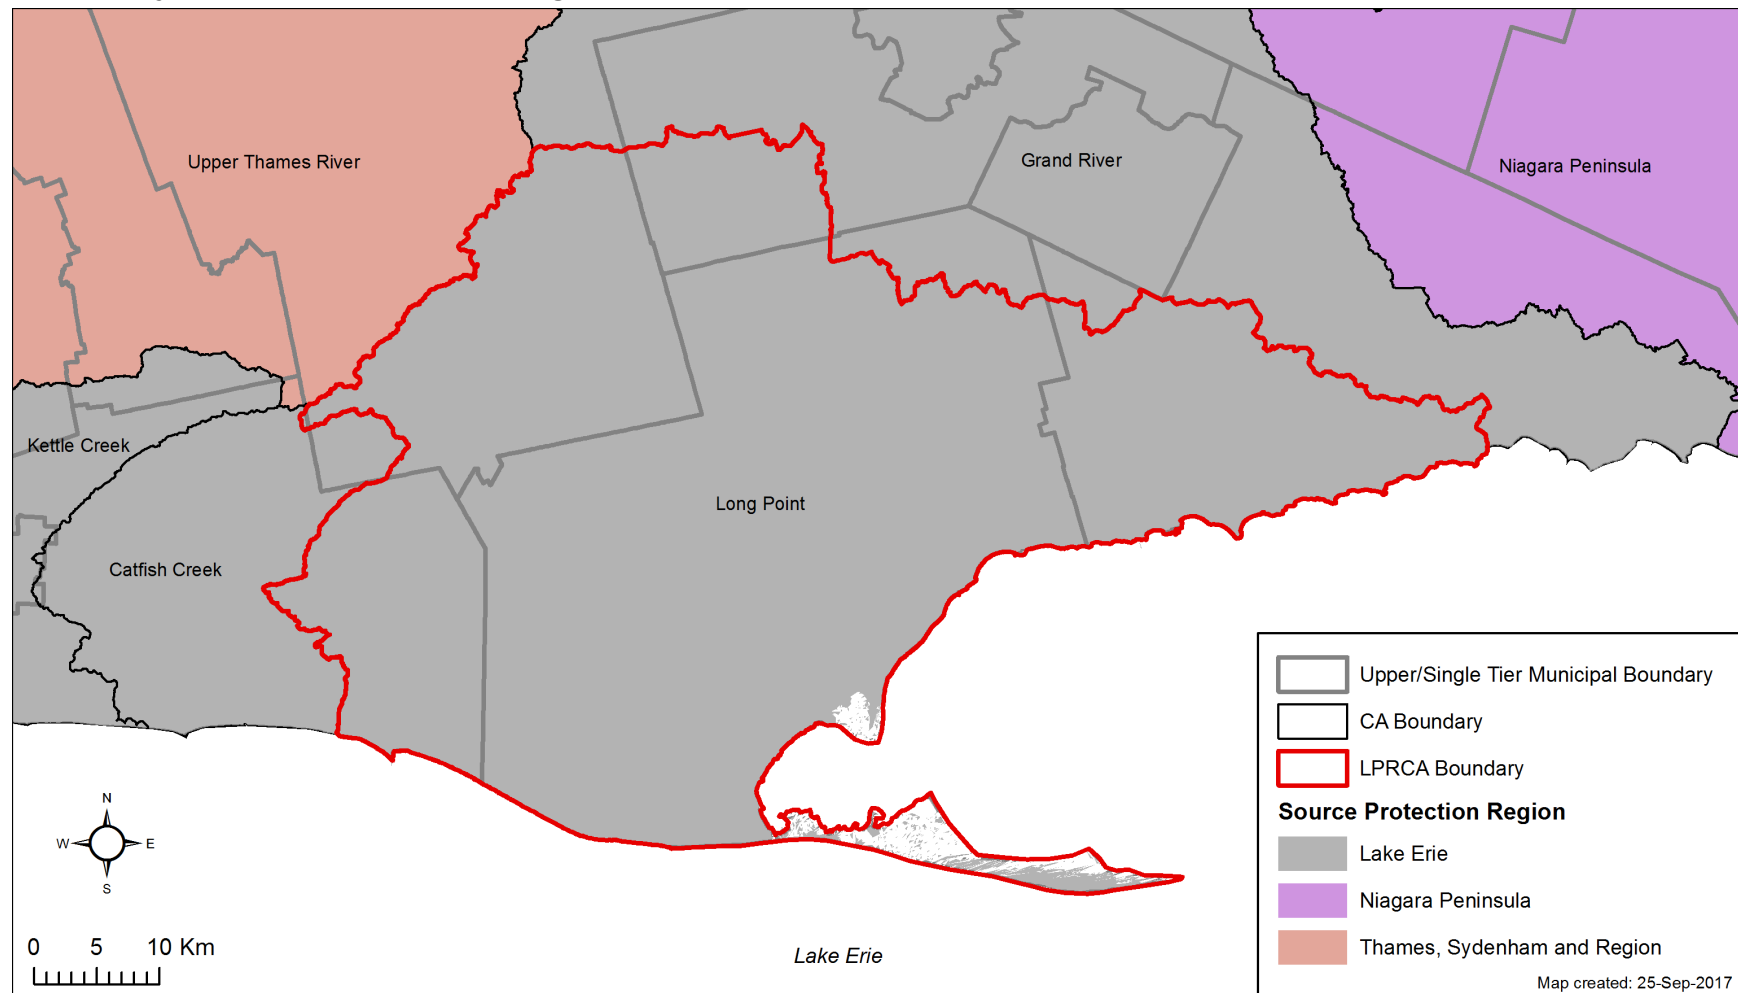 Upper Thames River
Grand River
Niagara Peninsula
Kettle Creek
Long Point
Catfish Creek
Upper/Single Tier Municipal Boundary
CA Boundary
LPRCA Boundary
Source Protection Region
Lake Erie
Niagara Peninsula
Thames, Sydenham and Region
N
W E
S
0 5 10 Km
Lake Erie
Map created: 25-Sep-2017